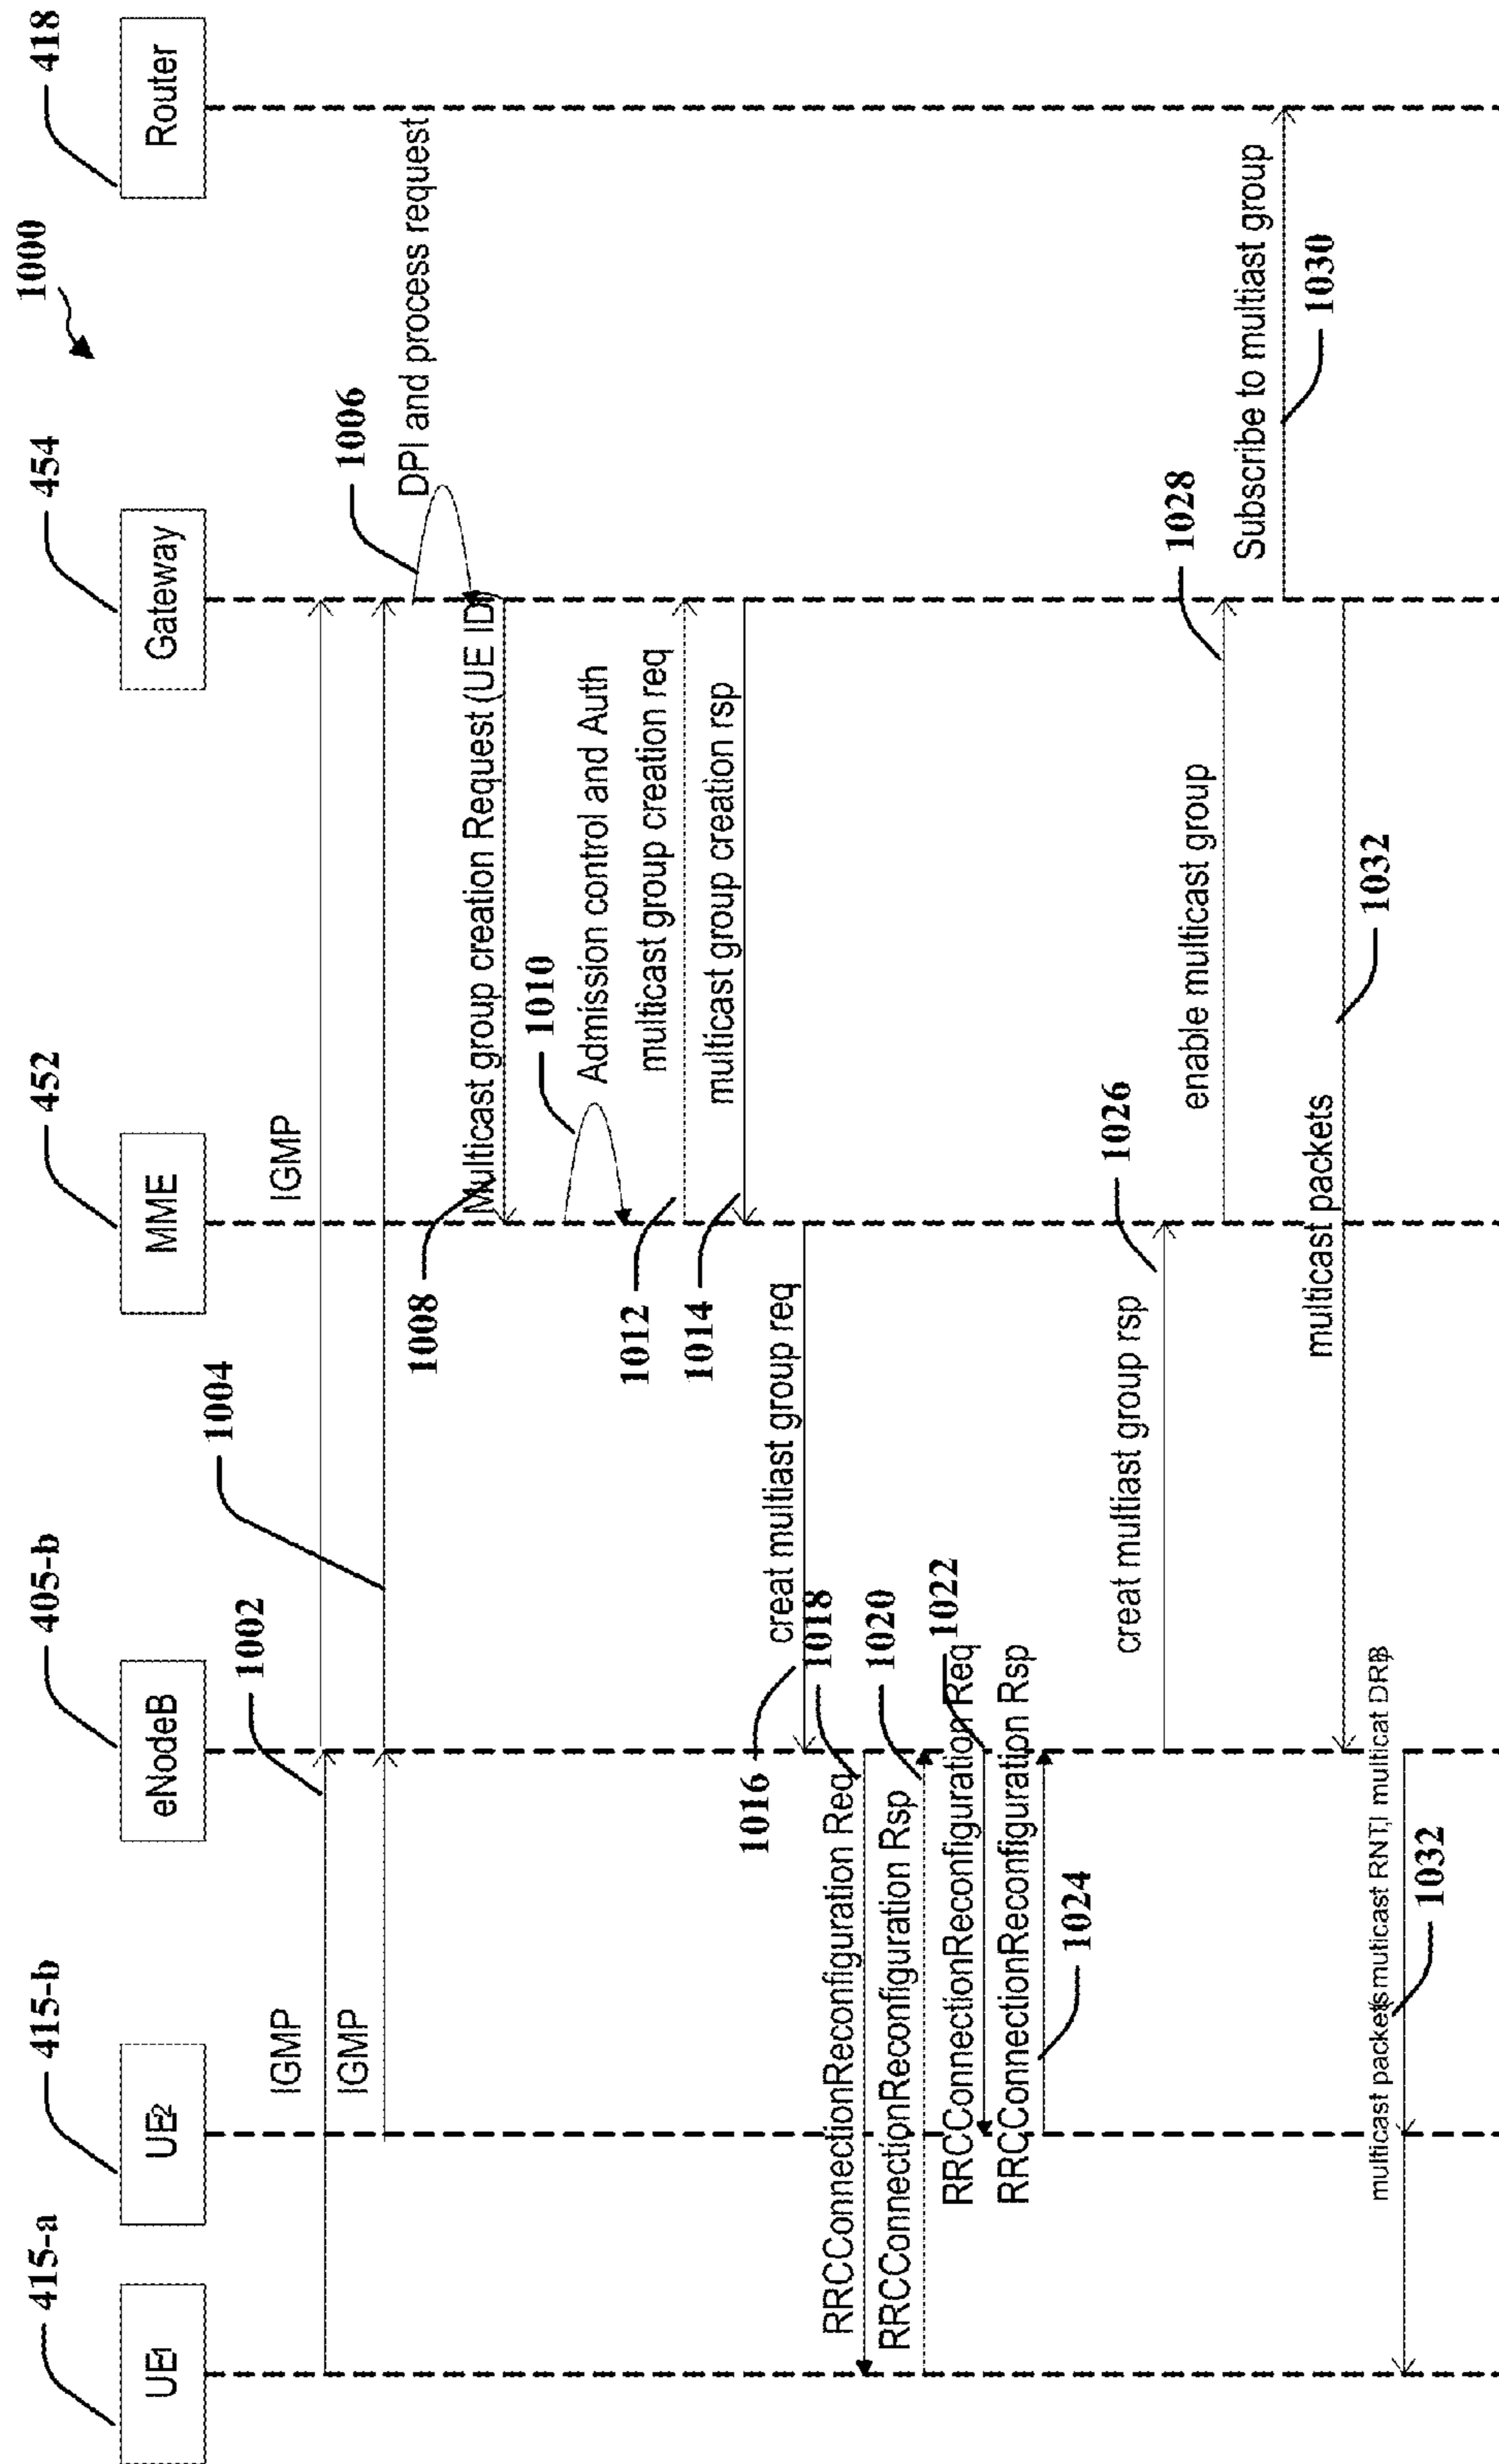 1000
415-a
415-b
405-b
452
454
418
UE1
UE2
eNodeB
MME
Gateway
Router
IGMP
1002
IGMP
IGMP
1004
1006
DPI and process request
Multicast group creation Request (UE ID)
1008
1010
Admission control and Auth
multicast group creation req
1012
multicast group creation rsp
1014
creat multiast group req
1016
RRCConnectionReconfiguration Req
1018
RRCConnectionReconfiguration Rsp
1020
RRCConnectionReconfiguration Req
1022
RRCConnectionReconfiguration Rsp
1024
creat multiast group rsp
1026
enable multicast group
1028
Subscribe to multiast group
1030
multicast packets
1032
multicast packets muticast RNTI, multicat DRB
1032